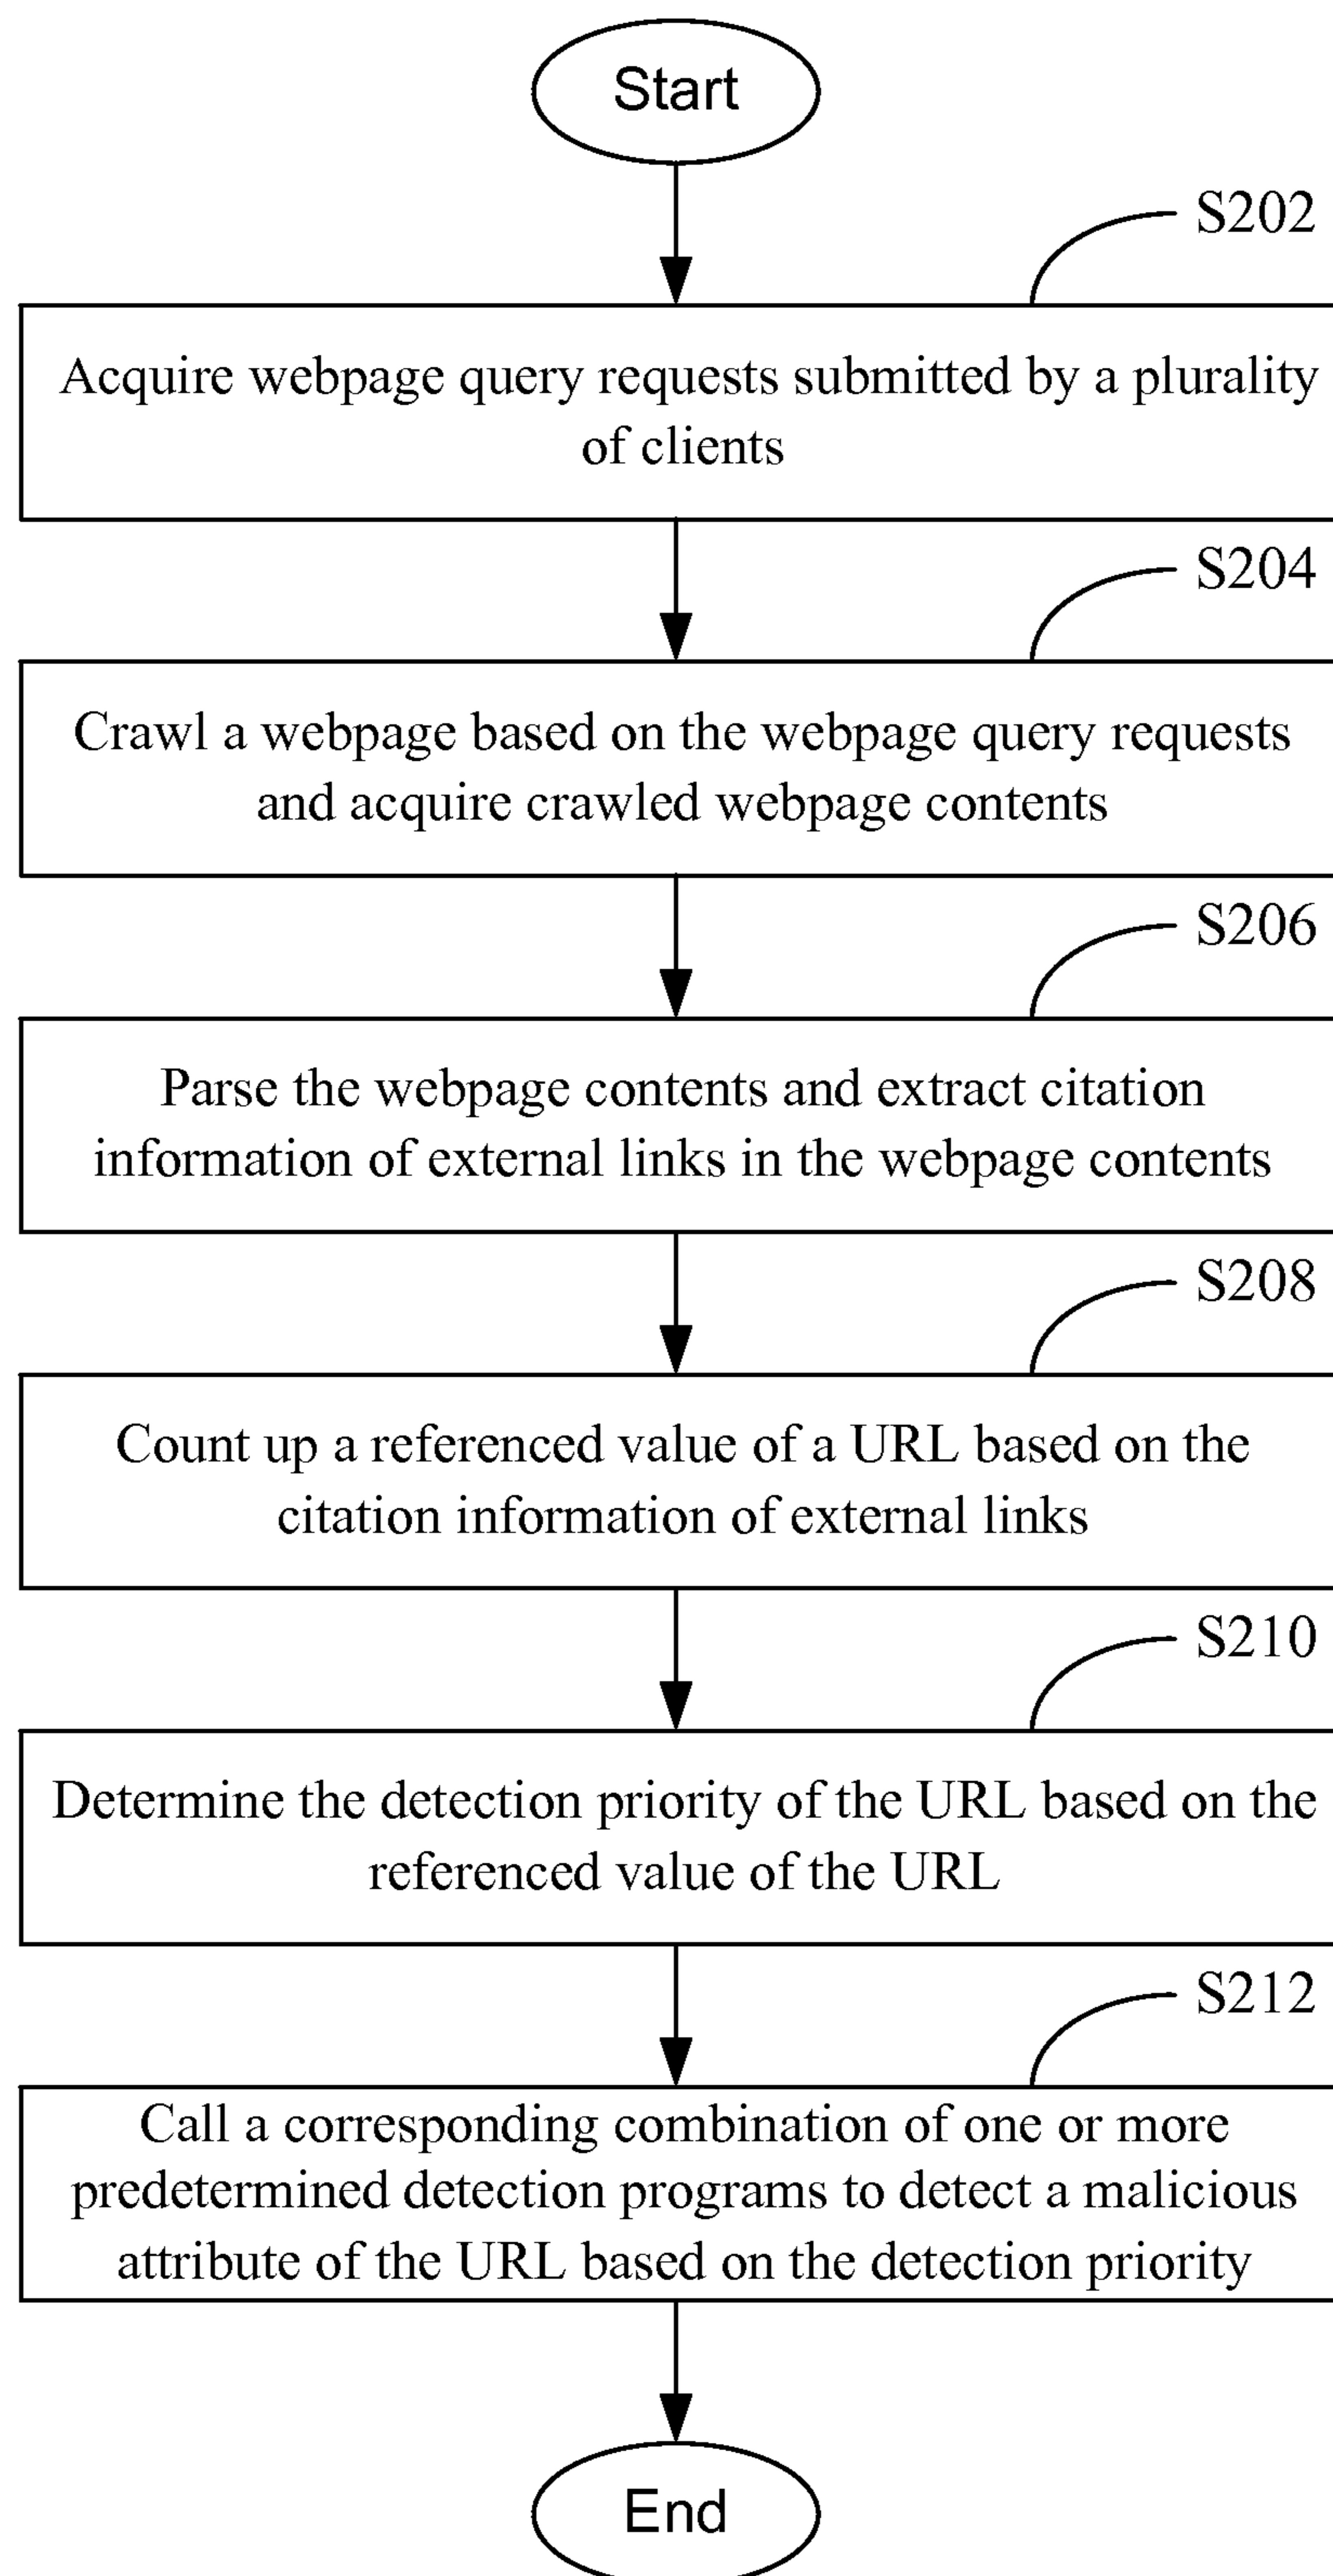 Start
S202
Acquire webpage query requests submitted by a plurality
of clients
S204
Crawl a webpage based on the webpage query requests
and acquire crawled webpage contents
S206
Parse the webpage contents and extract citation
information of external links in the webpage contents
S208
Count up a referenced value of a URL based on the
citation information of external links
S210
Determine the detection priority of the URL based on the
referenced value of the URL
S212
Call a corresponding combination of one or more
predetermined detection programs to detect a malicious
attribute of the URL based on the detection priority
End